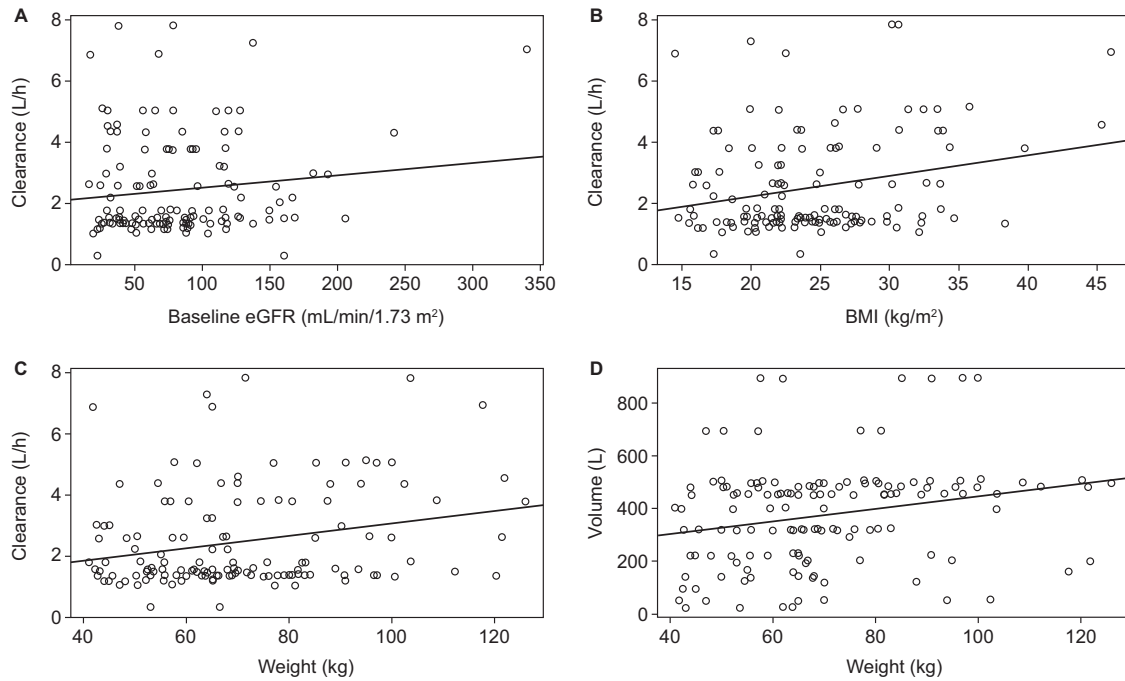 A
Clearance (L/h)
8
6
4
2
0
50 100 150 200 250 300 350
Baseline eGFR (mL/min/1.73 m²)
B
Clearance (L/h)
8
6
4
2
0
15 20 25 30 35 40 45
BMI (kg/m²)
C
Clearance (L/h)
8
6
4
2
0
40 60 80 100 120
Weight (kg)
D
Volume (L)
800
600
400
200
0
40 60 80 100 120
Weight (kg)